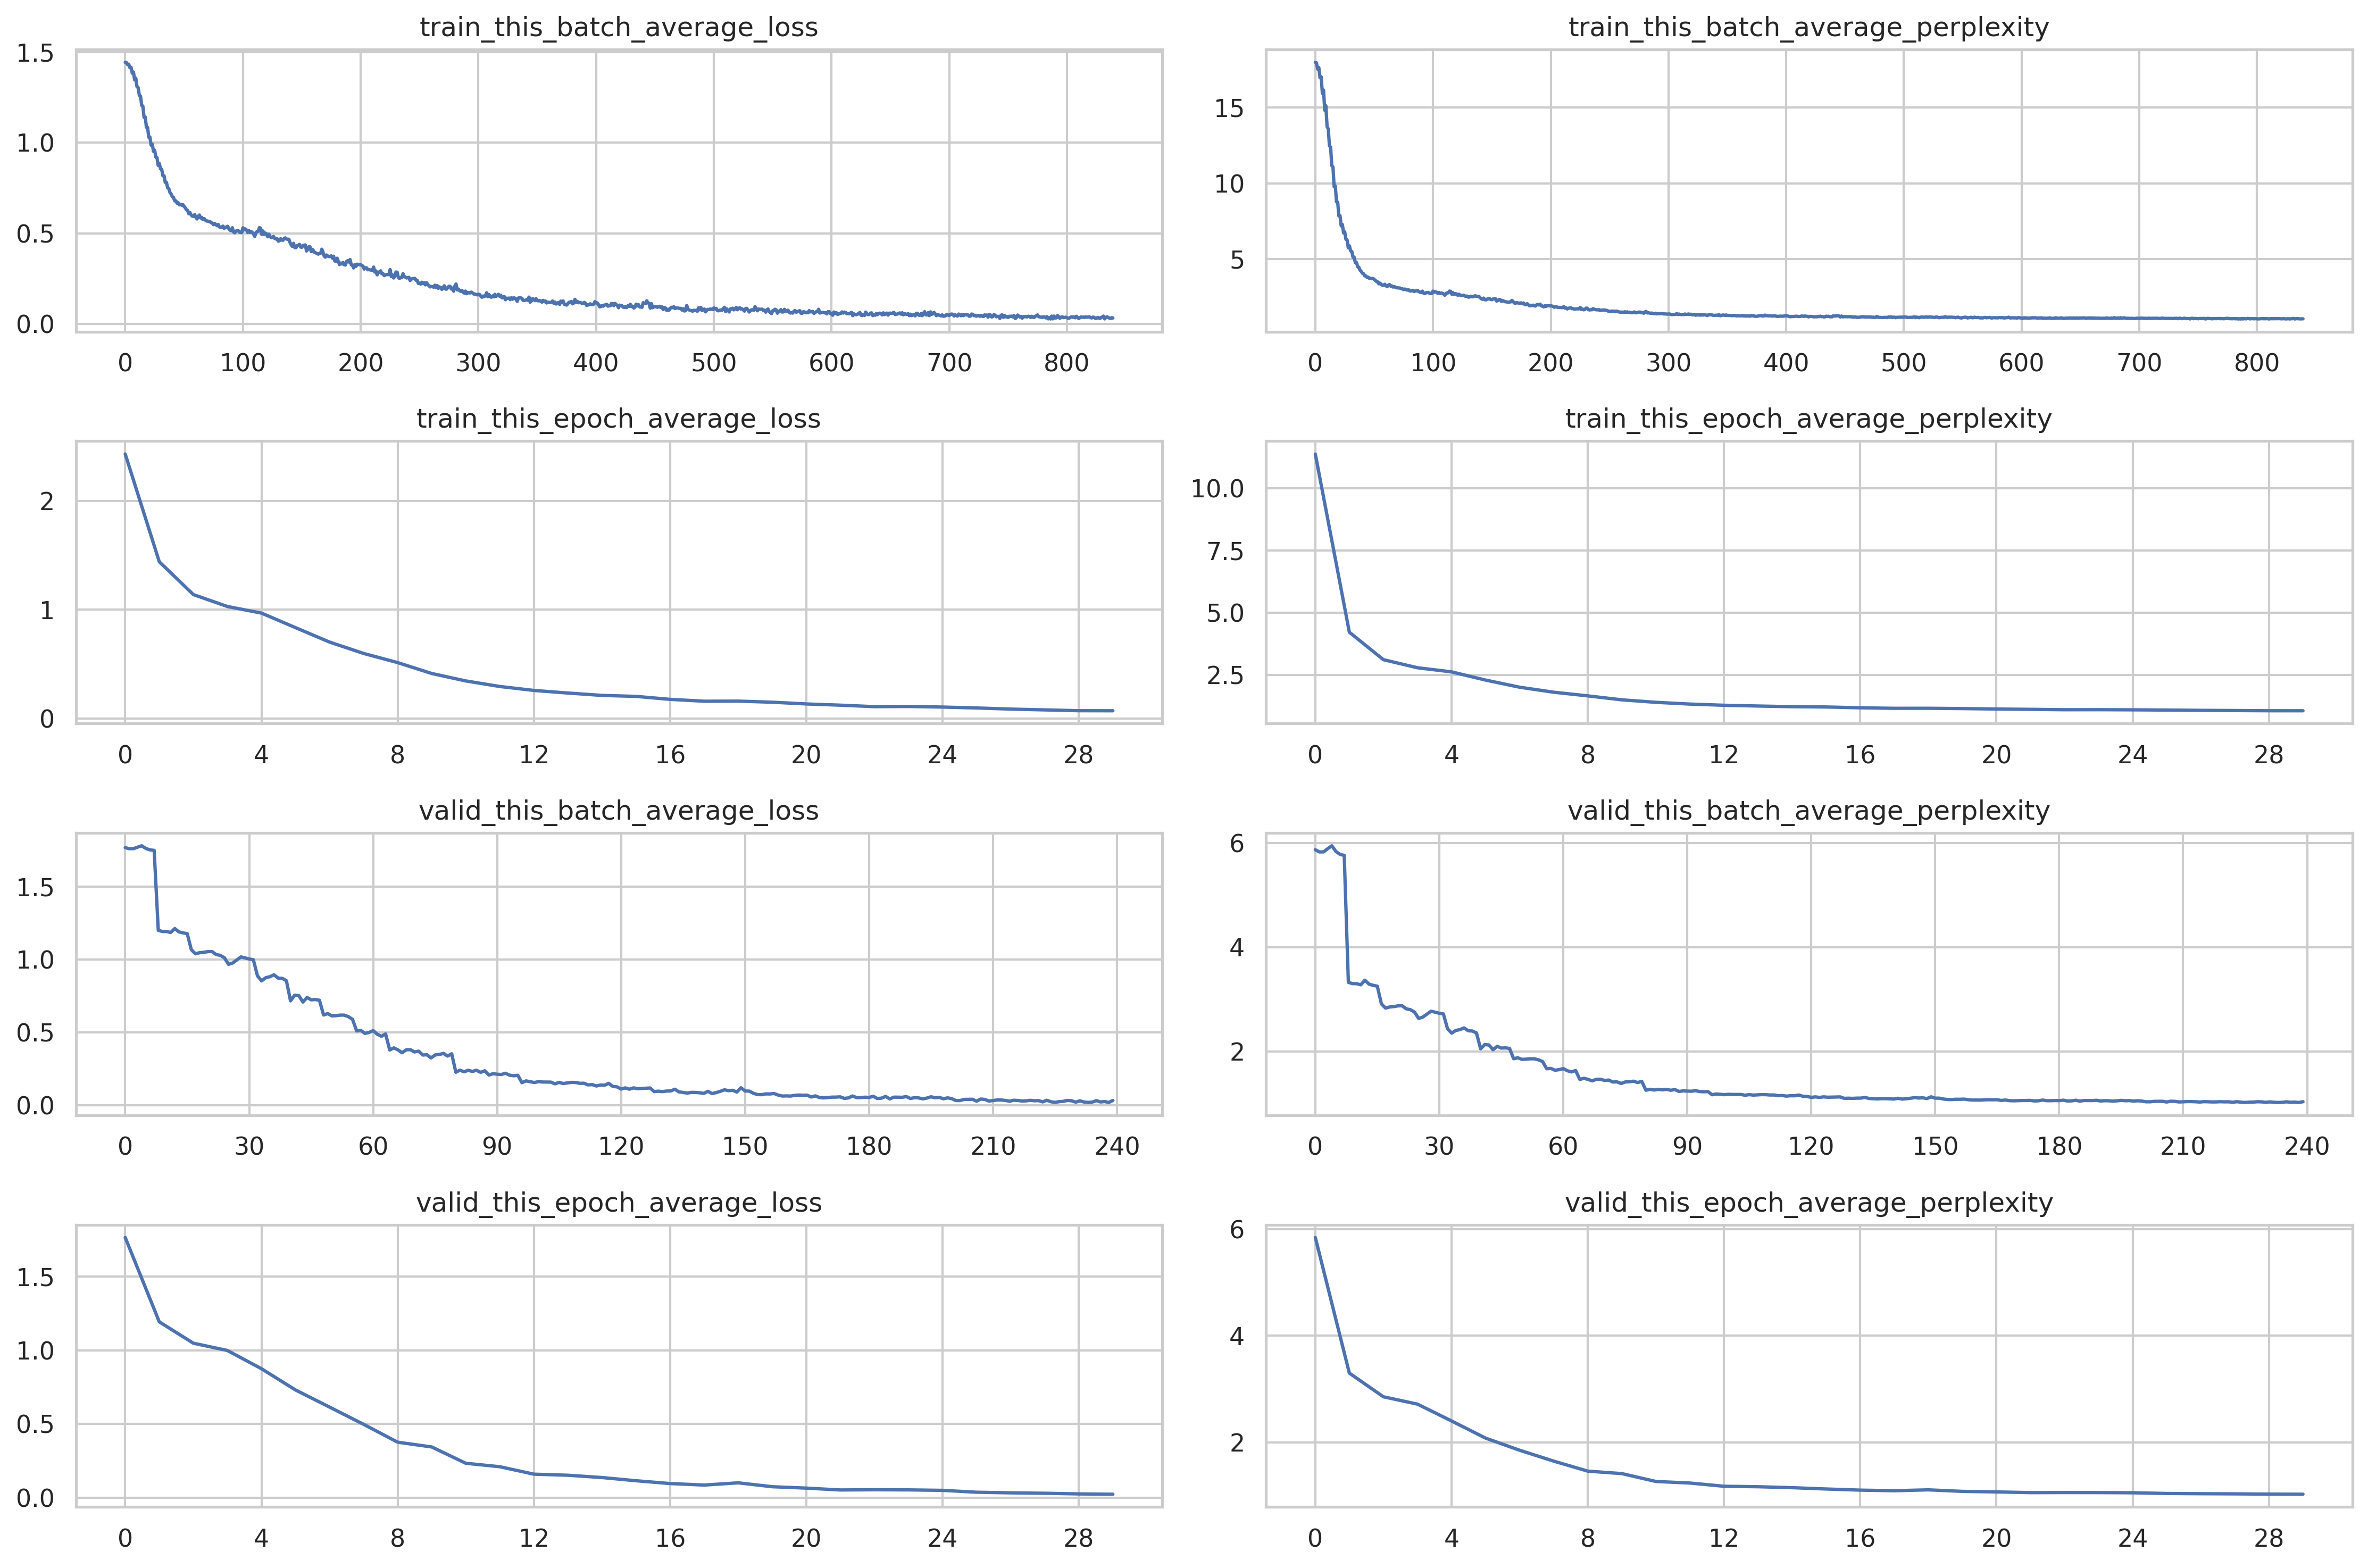 train_this_batch_average_loss
1.5
1.0
0.5
0.0
0 100 200 300 400 500 600 700 800
train_this_batch_average_perplexity
15
10
5
0 100 200 300 400 500 600 700 800
train_this_epoch_average_loss
2
1
0
0 4 8 12 16 20 24 28
train_this_epoch_average_perplexity
10.0
7.5
5.0
2.5
0 4 8 12 16 20 24 28
valid_this_batch_average_loss
1.5
1.0
0.5
0.0
0 30 60 90 120 150 180 210 240
valid_this_batch_average_perplexity
6
4
2
0 30 60 90 120 150 180 210 240
valid_this_epoch_average_loss
1.5
1.0
0.5
0.0
0 4 8 12 16 20 24 28
valid_this_epoch_average_perplexity
6
4
2
0 4 8 12 16 20 24 28